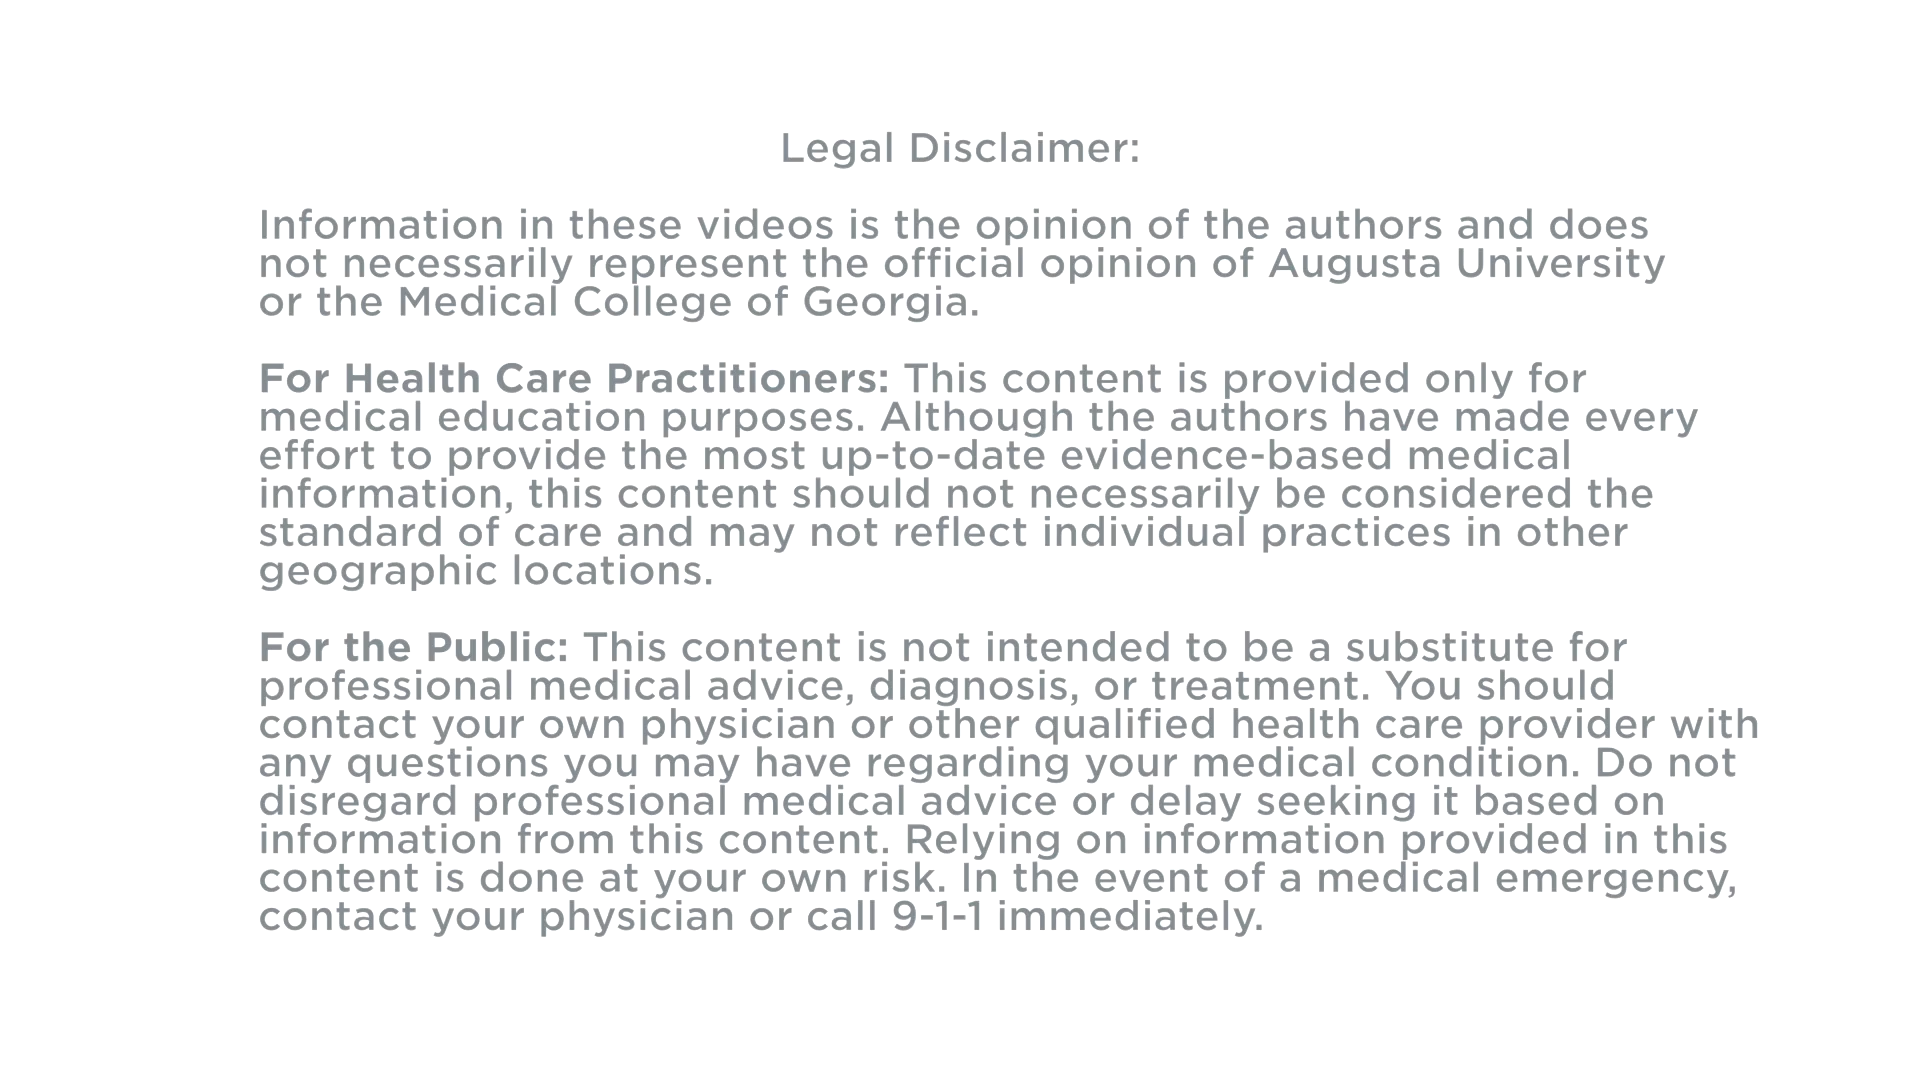 Legal Disclaimer:
Information in these videos is the opinion of the authors and does
not necessarily represent the official opinion of Augusta University
or the Medical College of Georgia.
For Health Care Practitioners: This content is provided only for
medical education purposes. Although the authors have made every
effort to provide the most up-to-date evidence-based medical
information, this content should not necessarily be considered the
standard of care and may not reflect individual practices in other
geographic locations.
For the Public: This content is not intended to be a substitute for
professional medical advice, diagnosis, or treatment. You should
contact your own physician or other qualified health care provider with
any questions you may have regarding your medical condition. Do not
disregard professional medical advice or delay seeking it based on
information from this content. Relying on information provided in this
content is done at your own risk. In the event of a medical emergency,
contact your physician or call 9-1-1 immediately.